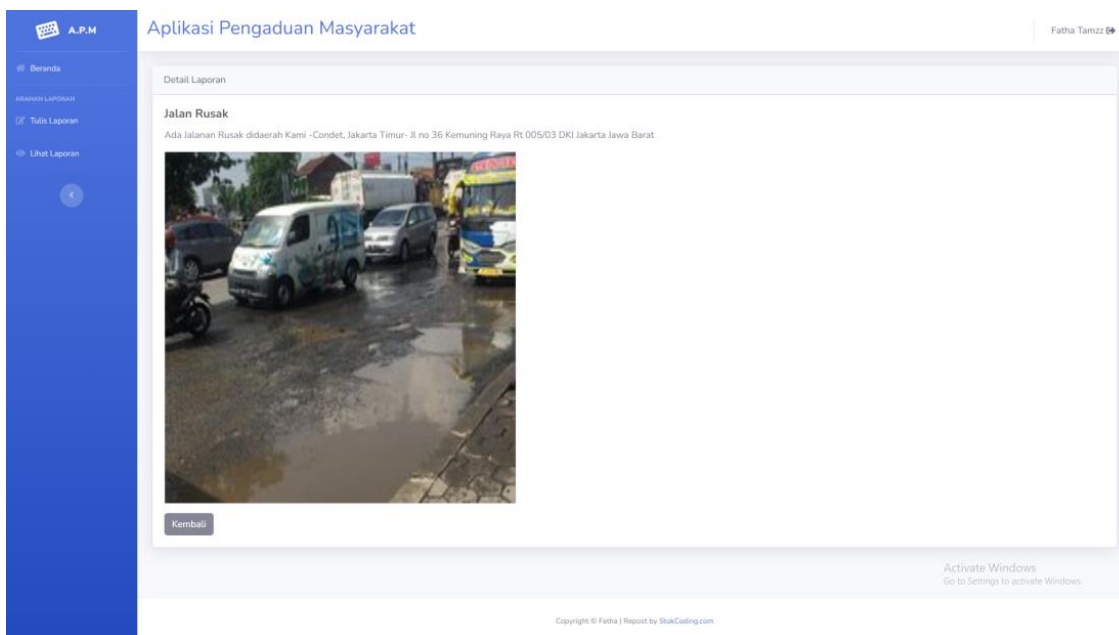 A.P.M
Aplikasi Pengaduan Masyarakat
Fatha Tamzz
Beranda
Detail Laporan
Jalan Rusak
Tulis Laporan
Ada Jalanan Rusak didaerah Kami -Condet, Jakarta Timur- Jl no 36 Kemuning Raya Rt 005/03 DKI Jakarta Jawa Barat
Lihat Laporan
Kembali
Activate Windows
Go to Settings to activate Windows.
Copyright © Fatha | Repost by StokCoding.com